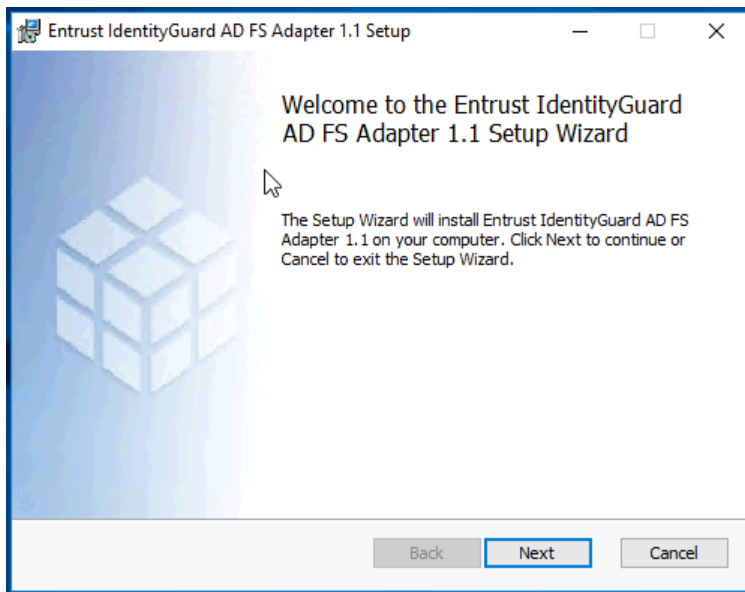 Entrust IdentityGuard AD FS Adapter 1.1 Setup
Welcome to the Entrust IdentityGuard
AD FS Adapter 1.1 Setup Wizard
The Setup Wizard will install Entrust IdentityGuard AD FS
Adapter 1.1 on your computer. Click Next to continue or
Cancel to exit the Setup Wizard.
Back Next Cancel